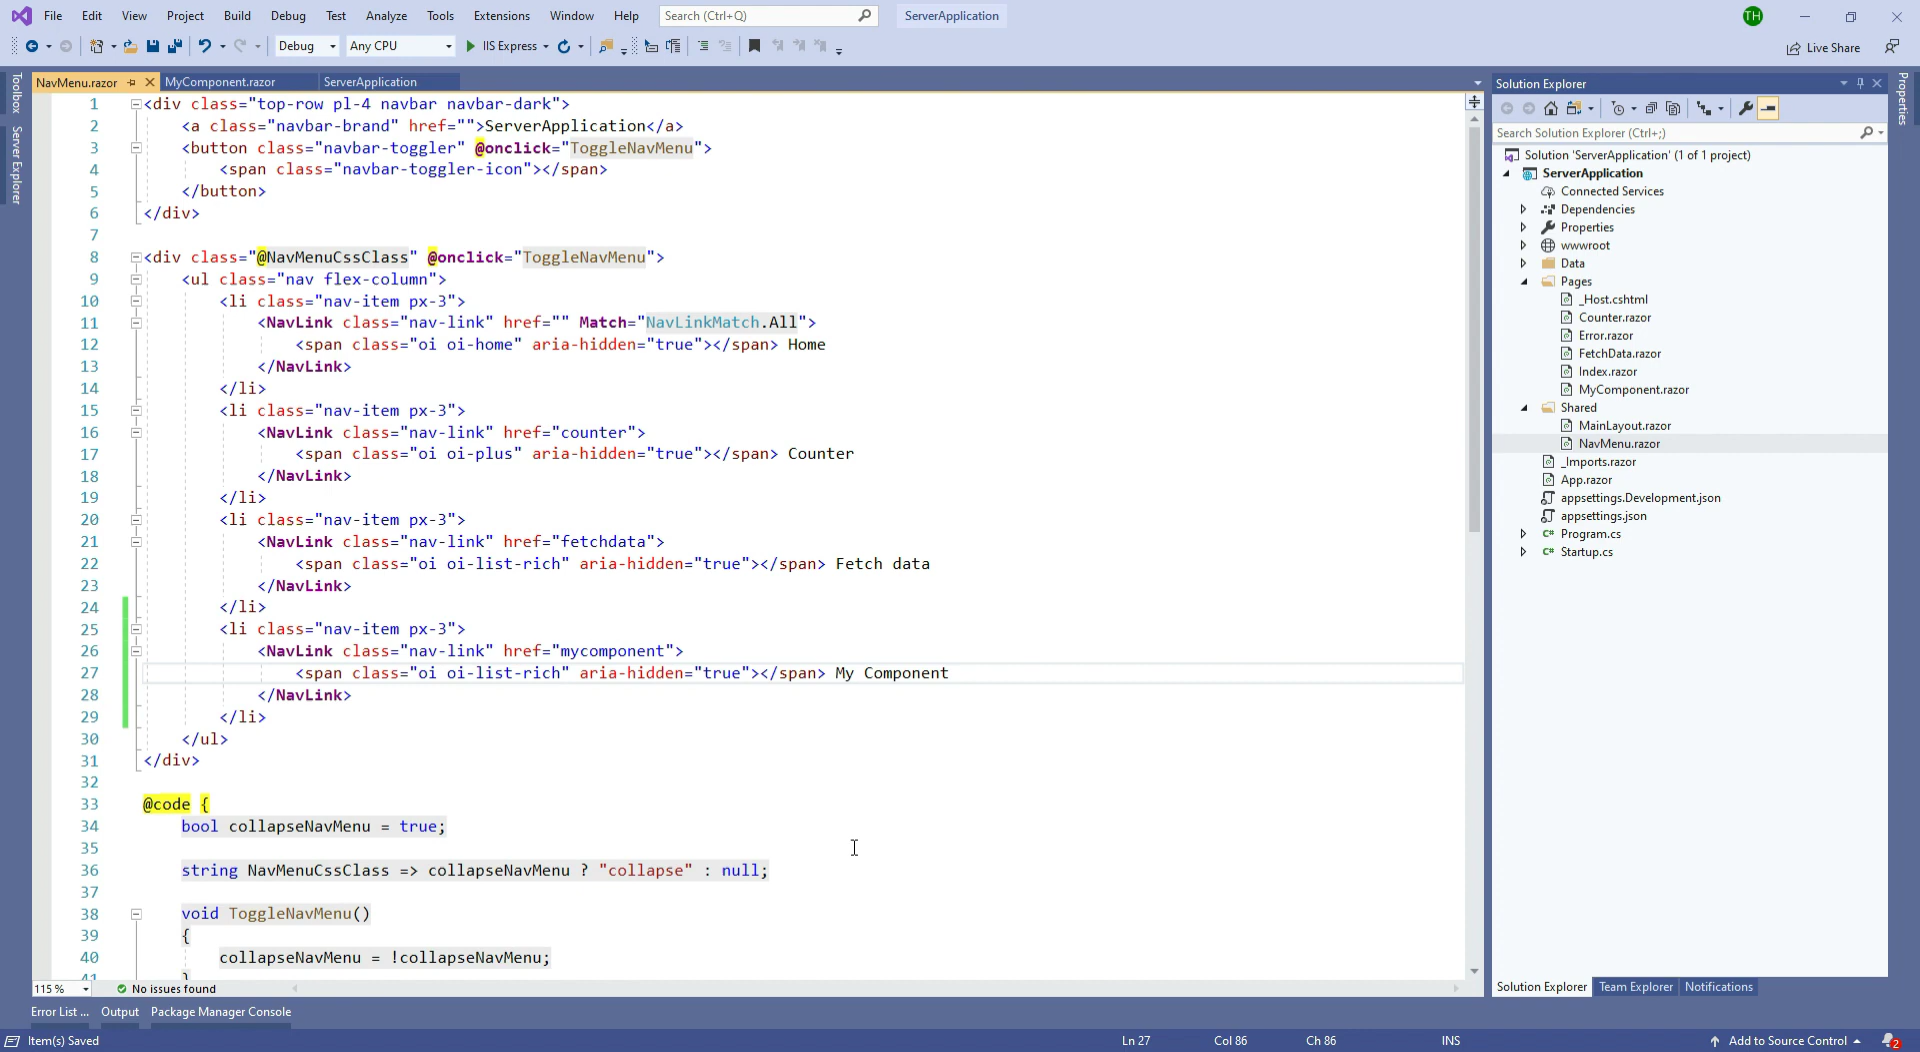 File Edit View Project Build Debug Test Analyze Tools Extensions Window Help Search (Ctrl+Q) ServerApplication TH
Debug Any CPU IIS Express Live Share
NavMenu.razor MyComponent.razor ServerApplication
Toolbox
Server Explorer
1 <div class="top-row pl-4 navbar navbar-dark">
2 <a class="navbar-brand" href="">ServerApplication</a>
3 <button class="navbar-toggler" @onclick="ToggleNavMenu">
4 <span class="navbar-toggler-icon"></span>
5 </button>
6 </div>
7
8 <div class="@NavMenuCssClass" @onclick="ToggleNavMenu">
9 <ul class="nav flex-column">
10 <li class="nav-item px-3">
11 <NavLink class="nav-link" href="" Match="NavLinkMatch.All">
12 <span class="oi oi-home" aria-hidden="true"></span> Home
13 </NavLink>
14 </li>
15 <li class="nav-item px-3">
16 <NavLink class="nav-link" href="counter">
17 <span class="oi oi-plus" aria-hidden="true"></span> Counter
18 </NavLink>
19 </li>
20 <li class="nav-item px-3">
21 <NavLink class="nav-link" href="fetchdata">
22 <span class="oi oi-list-rich" aria-hidden="true"></span> Fetch data
23 </NavLink>
24 </li>
25 <li class="nav-item px-3">
26 <NavLink class="nav-link" href="mycomponent">
27 <span class="oi oi-list-rich" aria-hidden="true"></span> My Component
28 </NavLink>
29 </li>
30 </ul>
31 </div>
32
33 @code {
34 bool collapseNavMenu = true;
35
36 string NavMenuCssClass => collapseNavMenu ? "collapse" : null;
37
38 void ToggleNavMenu()
39 {
40 collapseNavMenu = !collapseNavMenu;
41 }
115 % No issues found
Solution Explorer
Search Solution Explorer (Ctrl+;)
Solution 'ServerApplication' (1 of 1 project)
ServerApplication
Connected Services
Dependencies
Properties
wwwroot
Data
Pages
_Host.cshtml
Counter.razor
Error.razor
FetchData.razor
Index.razor
MyComponent.razor
Shared
MainLayout.razor
NavMenu.razor
_Imports.razor
App.razor
appsettings.Development.json
appsettings.json
C# Program.cs
C# Startup.cs
Solution Explorer Team Explorer Notifications
Properties
Error List ... Output Package Manager Console
Item(s) Saved Ln 27 Col 86 Ch 86 INS Add to Source Control 2